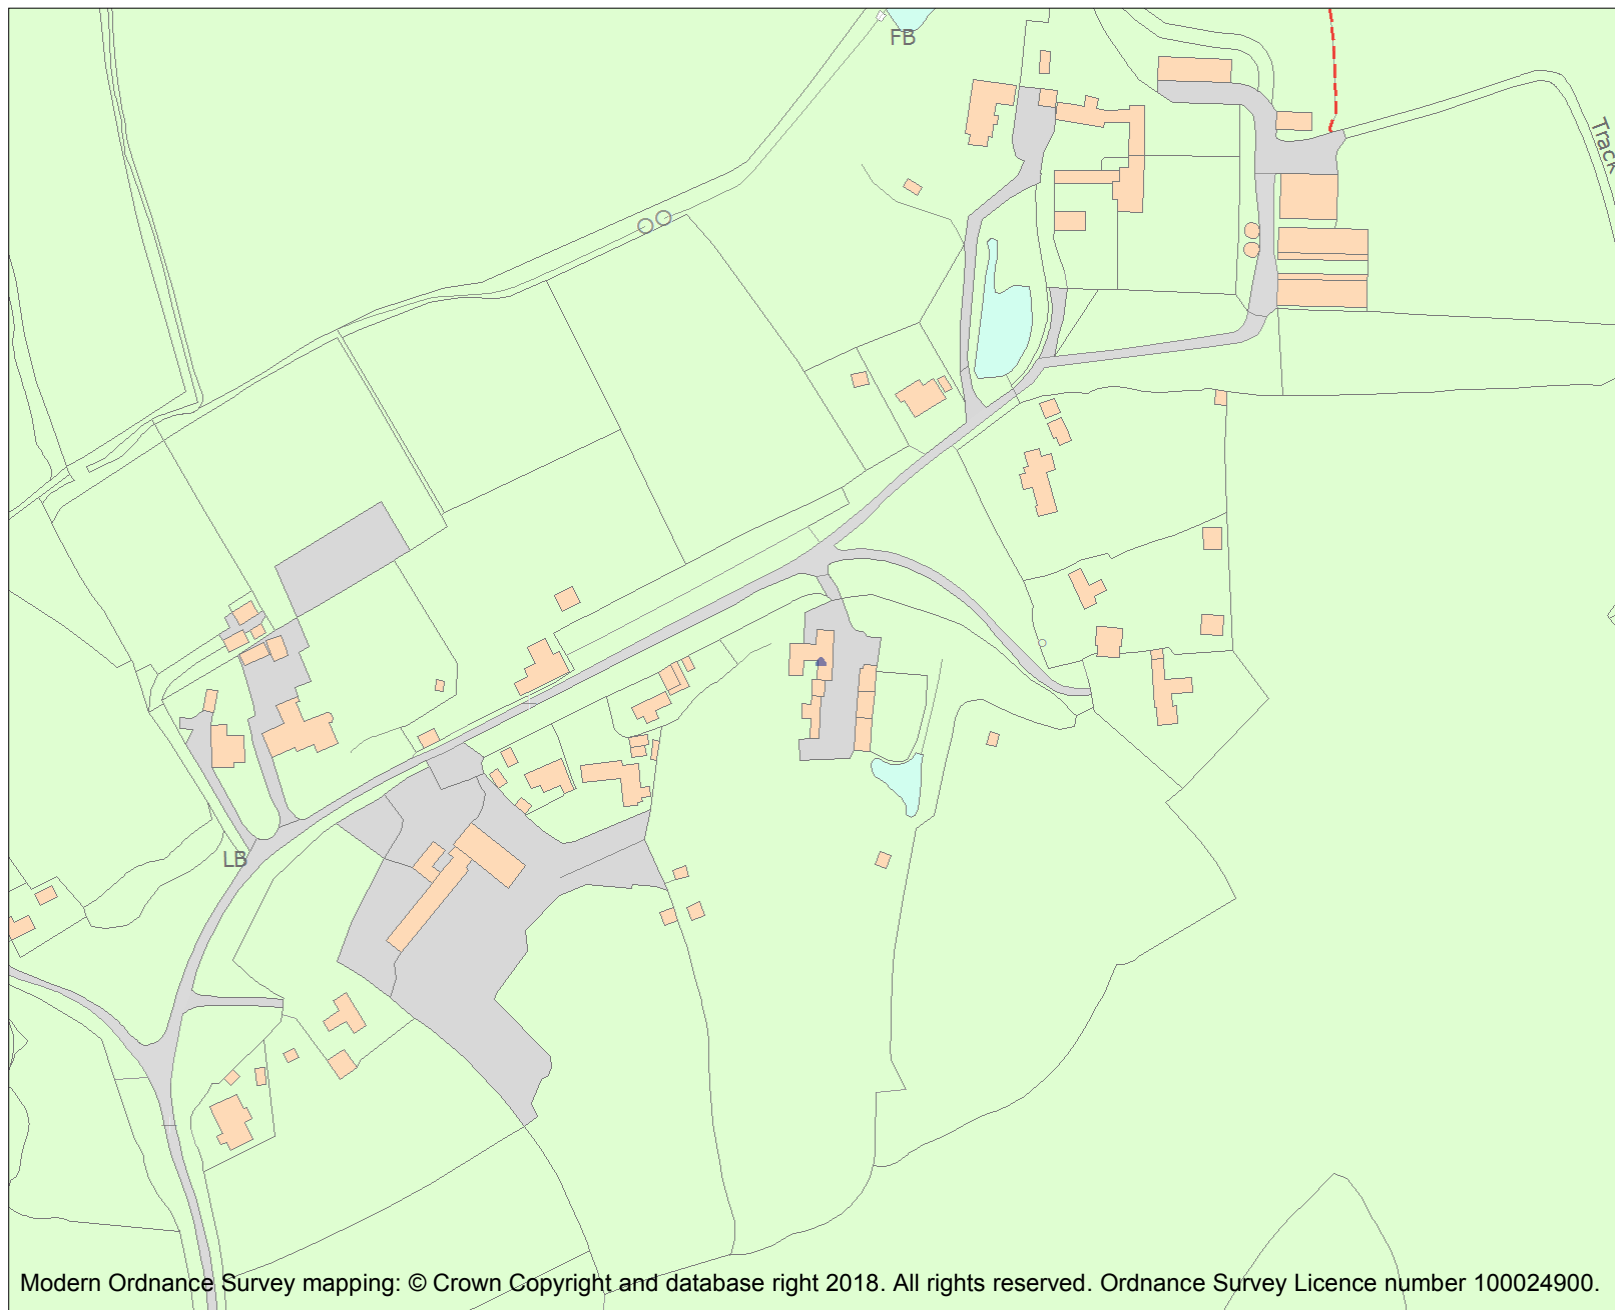 FB
Track
LB
Modern Ordnance Survey mapping: © Crown Copyright and database right 2018. All rights reserved. Ordnance Survey Licence number 100024900.